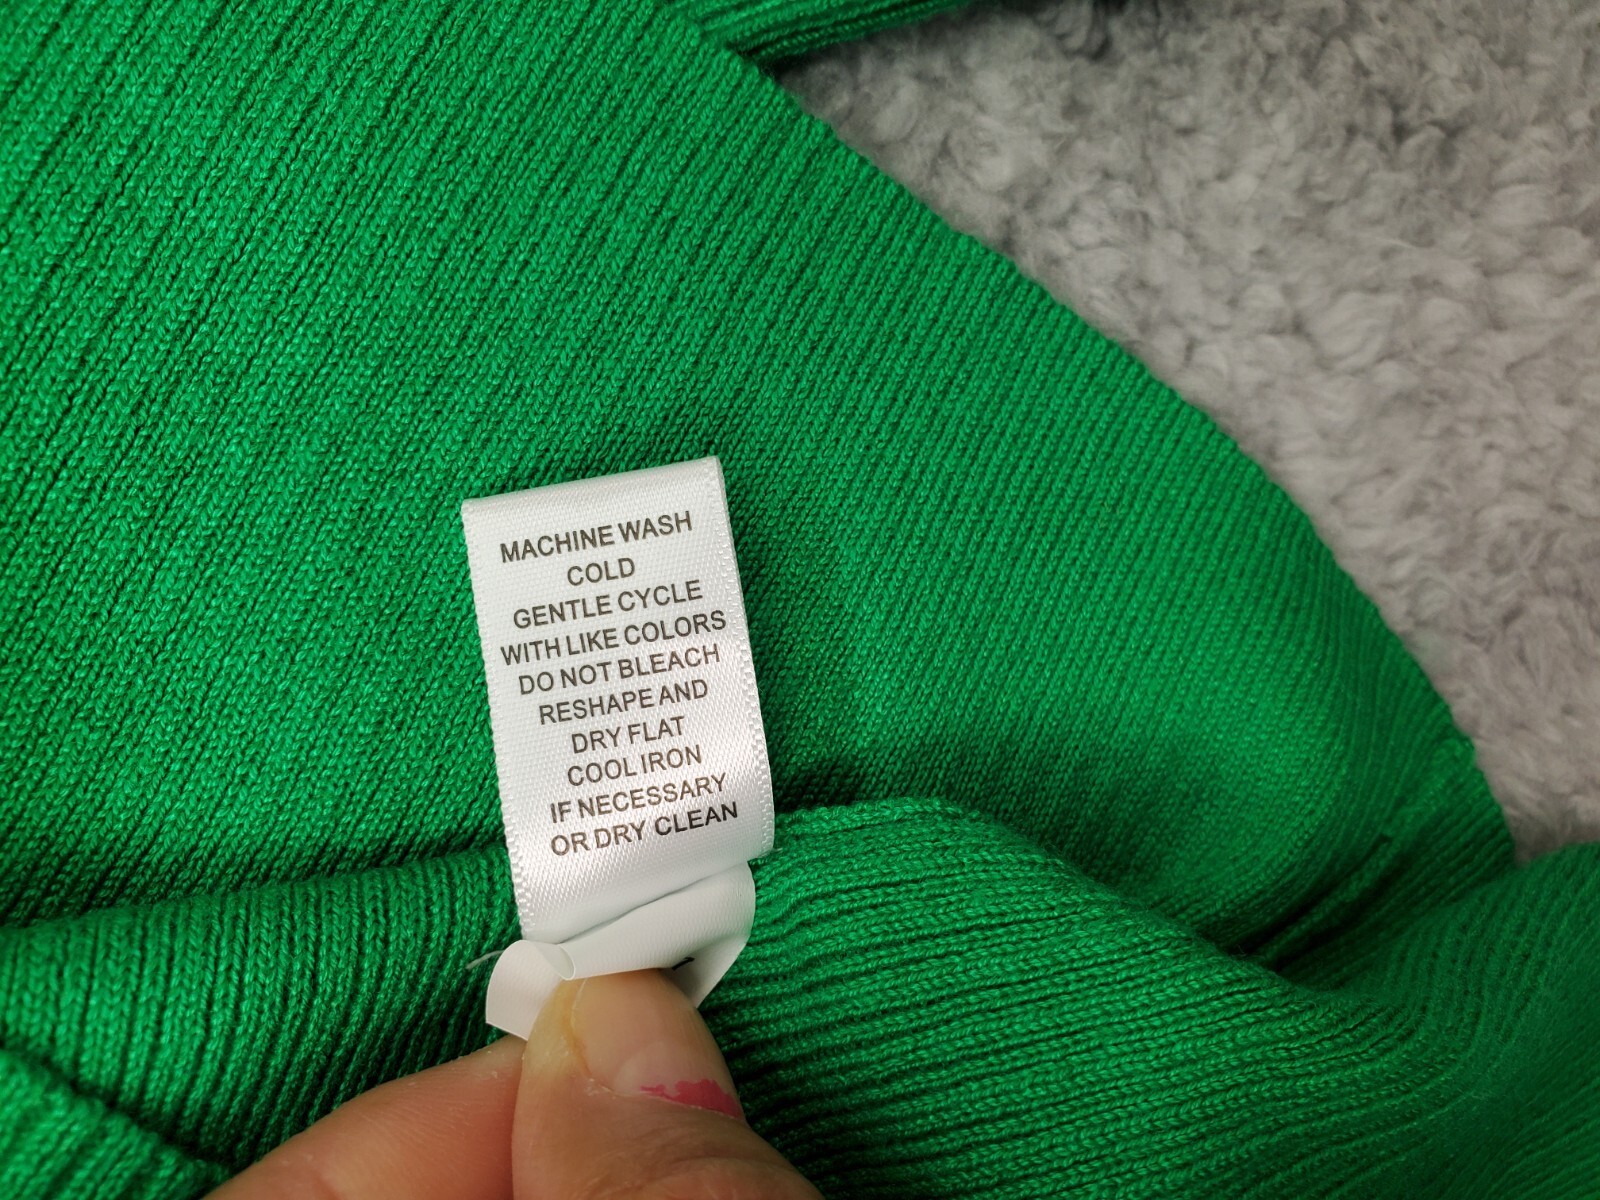 MACHINE WASH
COLD
GENTLE CYCLE
WITH LIKE COLORS
DO NOT BLEACH
RESHAPE AND
DRY FLAT
COOL IRON
IF NECESSARY
OR DRY CLEAN